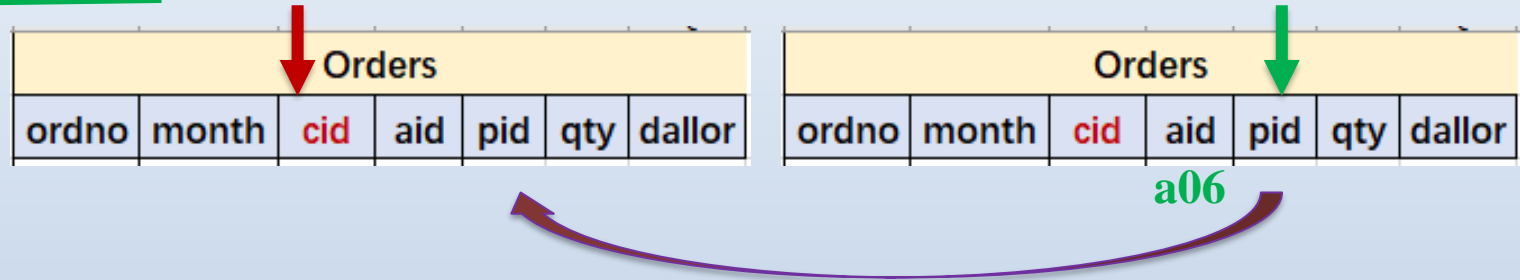 Orders Orders
ordno month cid aid pid qty dallor ordno month cid aid pid qty dallor
a06